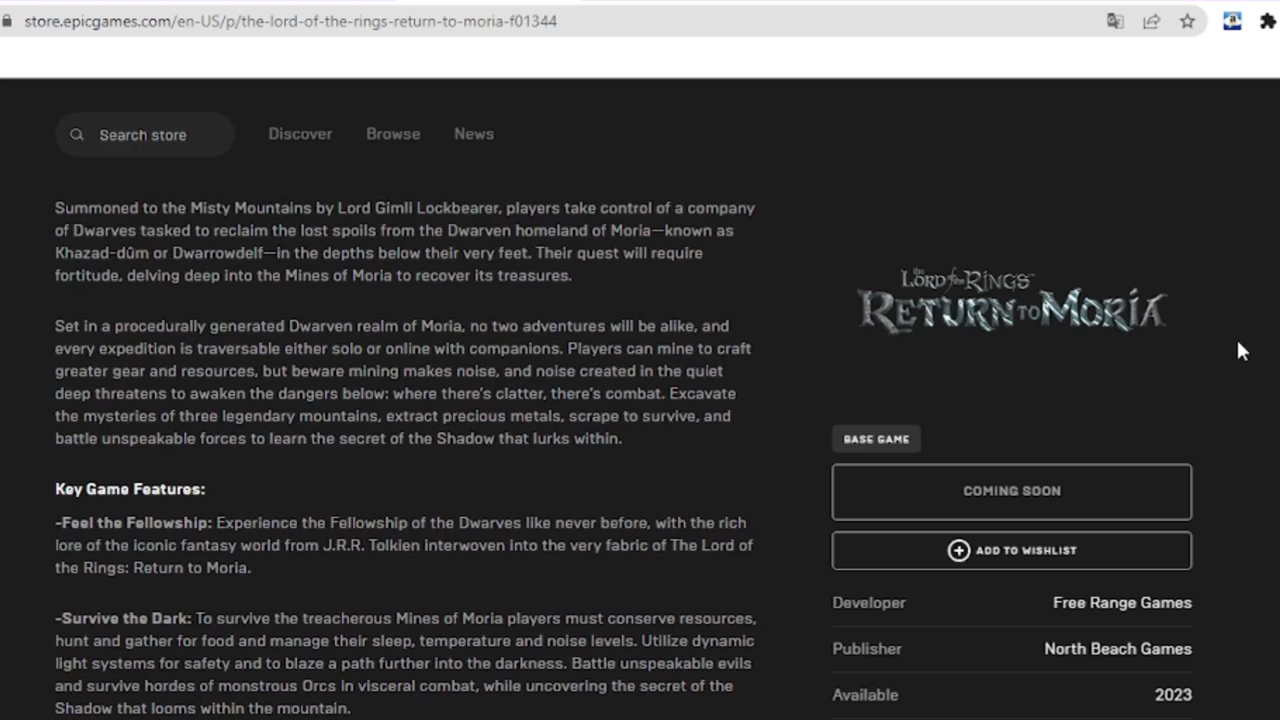 store.epicgames.com/en-US/p/the-lord-of-the-rings-return-to-moria-f01344
Search store
Discover
Browse
News
Summoned to the Misty Mountains by Lord Gimli Lockbearer, players take control of a company
of Dwarves tasked to reclaim the lost spoils from the Dwarven homeland of Moria—known as
Khazad-dûm or Dwarrowdelf—in the depths below their very feet. Their quest will require
fortitude, delving deep into the Mines of Moria to recover its treasures.
Set in a procedurally generated Dwarven realm of Moria, no two adventures will be alike, and
every expedition is traversable either solo or online with companions. Players can mine to craft
greater gear and resources, but beware mining makes noise, and noise created in the quiet
deep threatens to awaken the dangers below: where there's clatter, there's combat. Excavate
the mysteries of three legendary mountains, extract precious metals, scrape to survive, and
battle unspeakable forces to learn the secret of the Shadow that lurks within.
Key Game Features:
-Feel the Fellowship: Experience the Fellowship of the Dwarves like never before, with the rich
lore of the iconic fantasy world from J.R.R. Tolkien interwoven into the very fabric of The Lord of
the Rings: Return to Moria.
-Survive the Dark: To survive the treacherous Mines of Moria players must conserve resources,
hunt and gather for food and manage their sleep, temperature and noise levels. Utilize dynamic
light systems for safety and to blaze a path further into the darkness. Battle unspeakable evils
and survive hordes of monstrous Orcs in visceral combat, while uncovering the secret of the
Shadow that looms within the mountain.
the LORD of the RINGS™
RETURN TO MORIA
BASE GAME
COMING SOON
ADD TO WISHLIST
Developer Free Range Games
Publisher North Beach Games
Available 2023